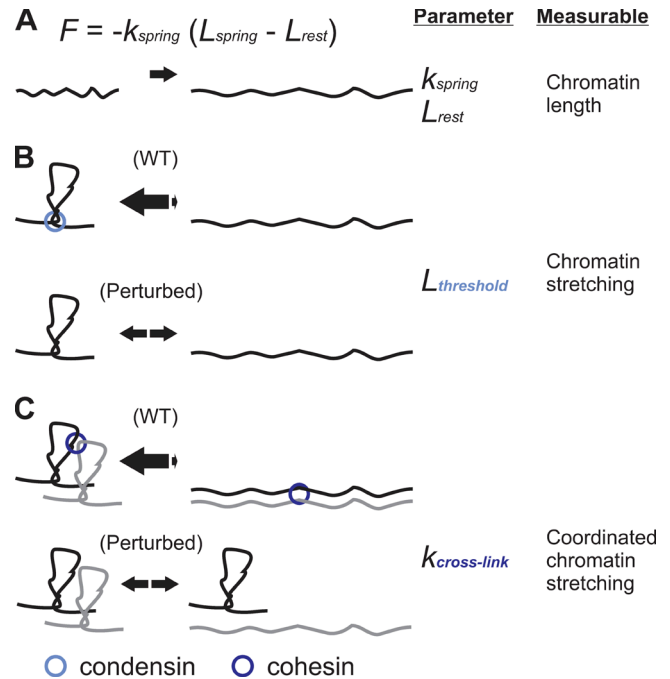 A
F = -kspring (Lspring - Lrest)
Parameter
Measurable
kspring
Lrest
Chromatin
length
B
(WT)
(Perturbed)
Lthreshold
Chromatin
stretching
C
(WT)
(Perturbed)
kcross-link
Coordinated
chromatin
stretching
condensin
cohesin